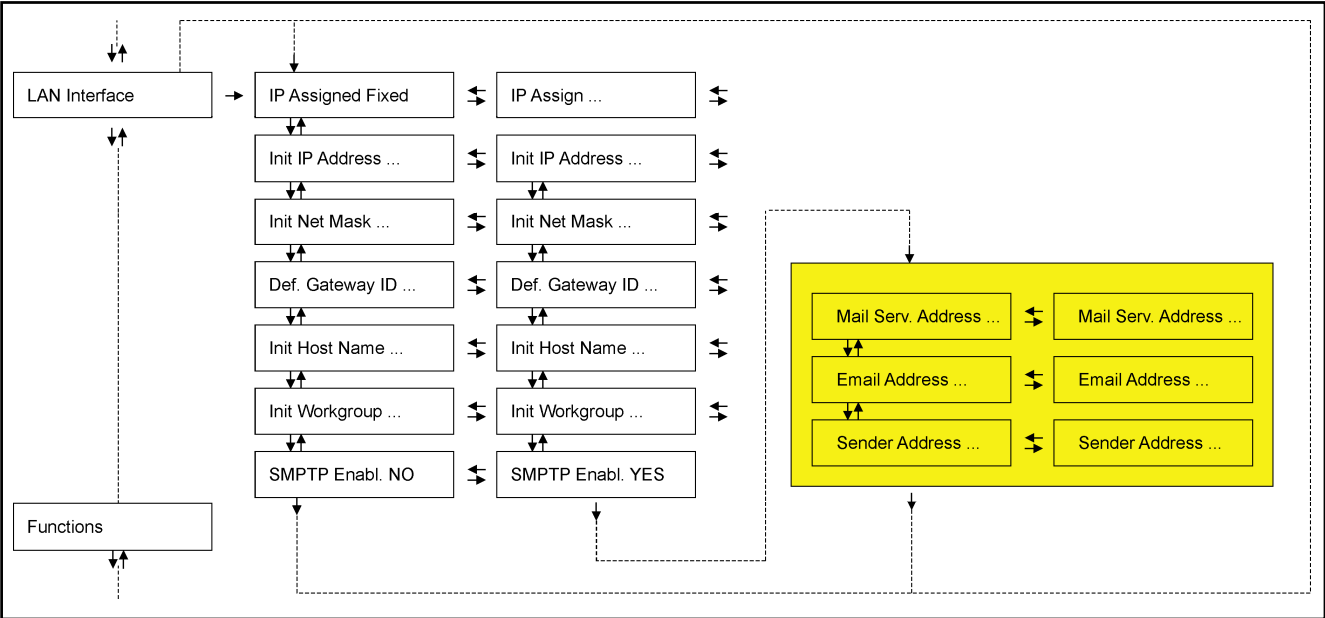 LAN Interface
IP Assigned Fixed
IP Assign ...
Init IP Address ...
Init IP Address ...
Init Net Mask ...
Init Net Mask ...
Def. Gateway ID ...
Def. Gateway ID ...
Init Host Name ...
Init Host Name ...
Init Workgroup ...
Init Workgroup ...
SMPTP Enabl. NO
SMPTP Enabl. YES
Mail Serv. Address ...
Mail Serv. Address ...
Email Address ...
Email Address ...
Sender Address ...
Sender Address ...
Functions